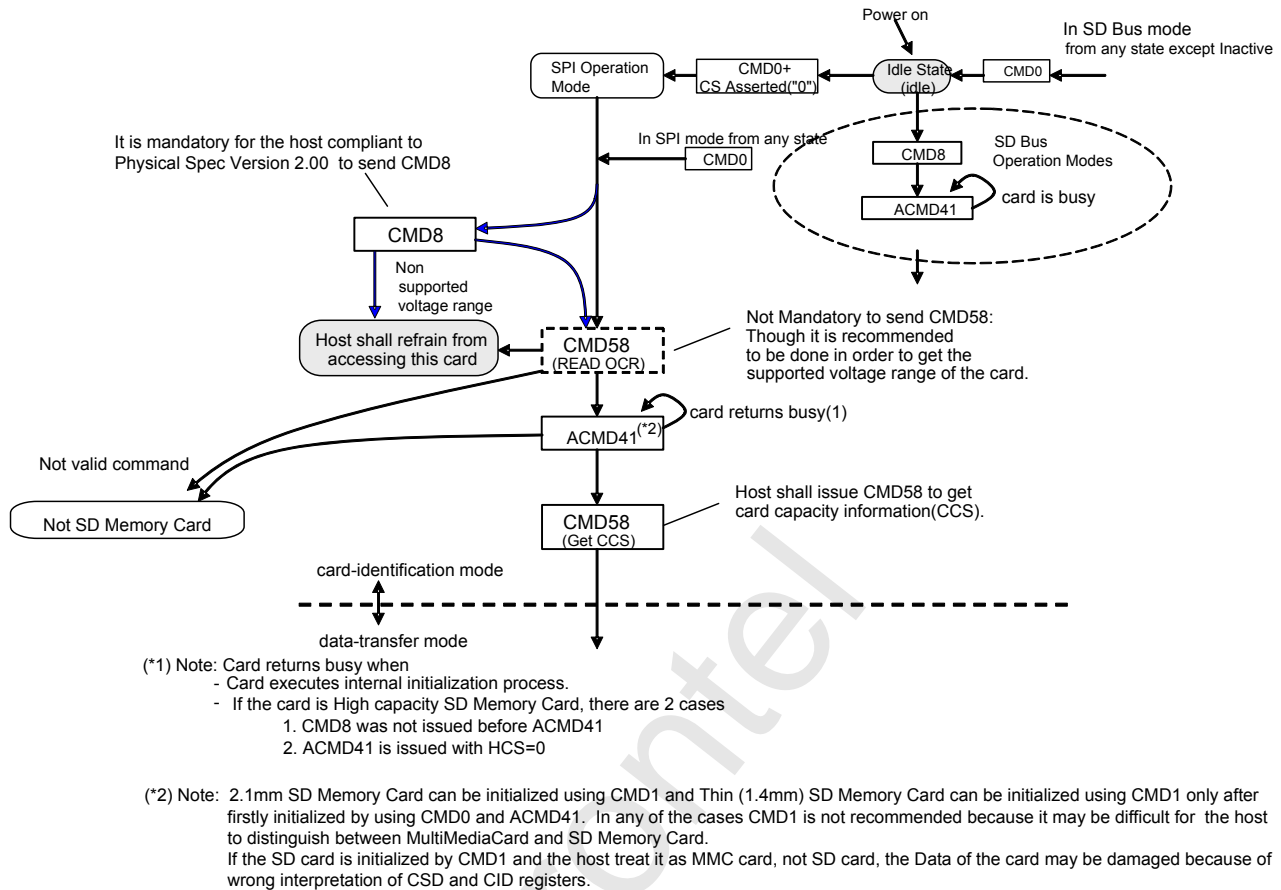 Power on
In SD Bus mode
from any state except Inactive
SPI Operation
Mode
CMD0+
CS Asserted("0")
Idle State
(idle)
CMD0
It is mandatory for the host compliant to
Physical Spec Version 2.00 to send CMD8
In SPI mode from any state
CMD0
CMD8
SD Bus
Operation Modes
ACMD41
card is busy
CMD8
Non
supported
voltage range
Host shall refrain from
accessing this card
CMD58
(READ OCR)
Not Mandatory to send CMD58:
Though it is recommended
to be done in order to get the
supported voltage range of the card.
ACMD41(*2)
card returns busy(1)
Not valid command
Not SD Memory Card
CMD58
(Get CCS)
Host shall issue CMD58 to get
card capacity information(CCS).
card-identification mode
data-transfer mode
(*1) Note: Card returns busy when
- Card executes internal initialization process.
- If the card is High capacity SD Memory Card, there are 2 cases
1. CMD8 was not issued before ACMD41
2. ACMD41 is issued with HCS=0
(*2) Note: 2.1mm SD Memory Card can be initialized using CMD1 and Thin (1.4mm) SD Memory Card can be initialized using CMD1 only after
firstly initialized by using CMD0 and ACMD41. In any of the cases CMD1 is not recommended because it may be difficult for the host
to distinguish between MultiMediaCard and SD Memory Card.
If the SD card is initialized by CMD1 and the host treat it as MMC card, not SD card, the Data of the card may be damaged because of
wrong interpretation of CSD and CID registers.
ontel